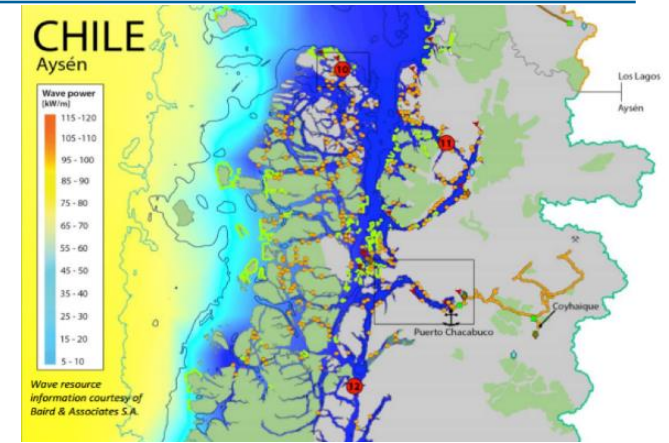 CHILE
Aysén
Wave power
[kW/m]
115 -120
105-110
95 - 100
85 - 90
75 - 80
65 - 70
55 - 60
45 - 50
35 - 40
25 - 30
15 - 20
5 - 10
Wave resource
information courtesy of
Baird & Associates S.A.
10
11
12
Los Lagos
Aysén
Coyhaique
Puerto Chacabuco